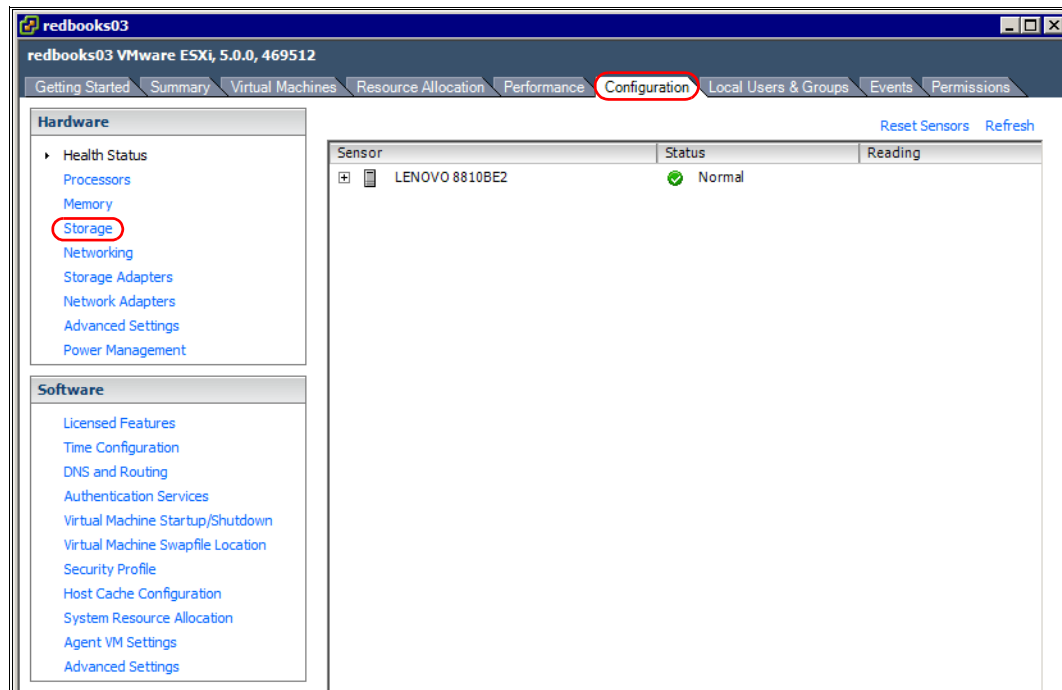 redbooks03
redbooks03 VMware ESXi, 5.0.0, 469512
Getting Started Summary Virtual Machines Resource Allocation Performance Configuration Local Users & Groups Events Permissions
Hardware
Health Status
Processors
Memory
Storage
Networking
Storage Adapters
Network Adapters
Advanced Settings
Power Management
Software
Licensed Features
Time Configuration
DNS and Routing
Authentication Services
Virtual Machine Startup/Shutdown
Virtual Machine Swapfile Location
Security Profile
Host Cache Configuration
System Resource Allocation
Agent VM Settings
Advanced Settings
Reset Sensors Refresh
Sensor Status Reading
LENOVO 8810BE2 Normal